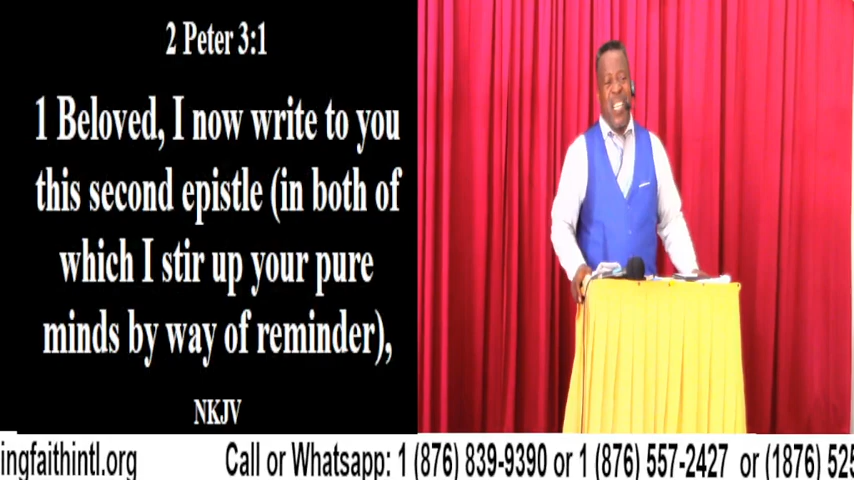 2 Peter 3:1
1 Beloved, I now write to you
this second epistle (in both of
which I stir up your pure
minds by way of reminder),
NKJV
ingfaithintl.org Call or Whatsapp: 1 (876) 839-9390 or 1 (876) 557-2427 or (1876) 525